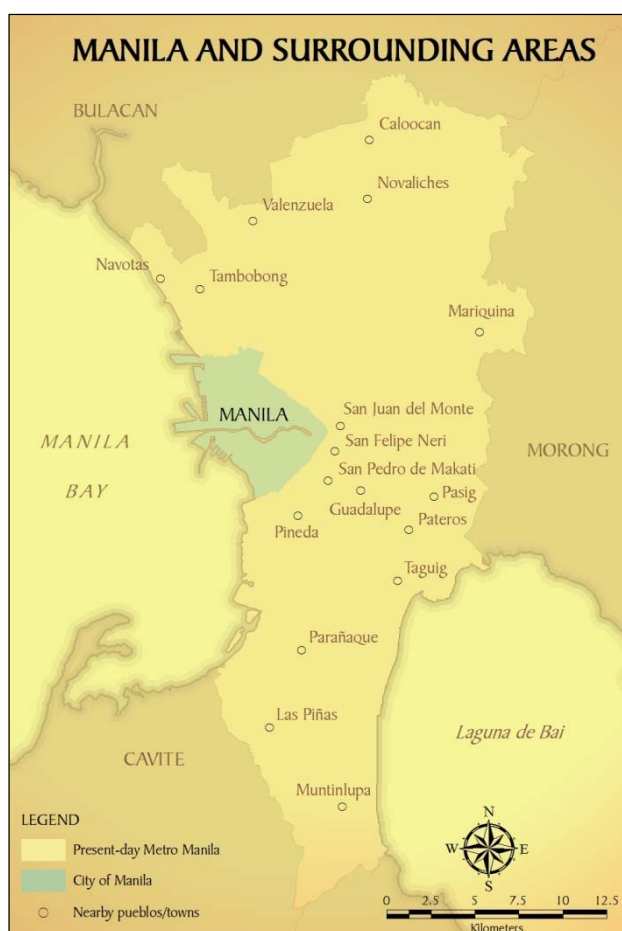 MANILA AND SURROUNDING AREAS
BULACAN
Caloocan
Novaliches
Valenzuela
Navotas
Tambobong
Mariquina
MANILA
San Juan del Monte
MANILA
BAY
San Felipe Neri
MORONG
San Pedro de Makati
Pasig
Guadalupe
Pineda
Pateros
Taguig
Parañaque
Las Piñas
Laguna de Bai
CAVITE
Muntinlupa
LEGEND
Present-day Metro Manila
City of Manila
Nearby pueblos/towns
N
W
E
S
0 2.5 5 7.5 10 12.5
Kilometers